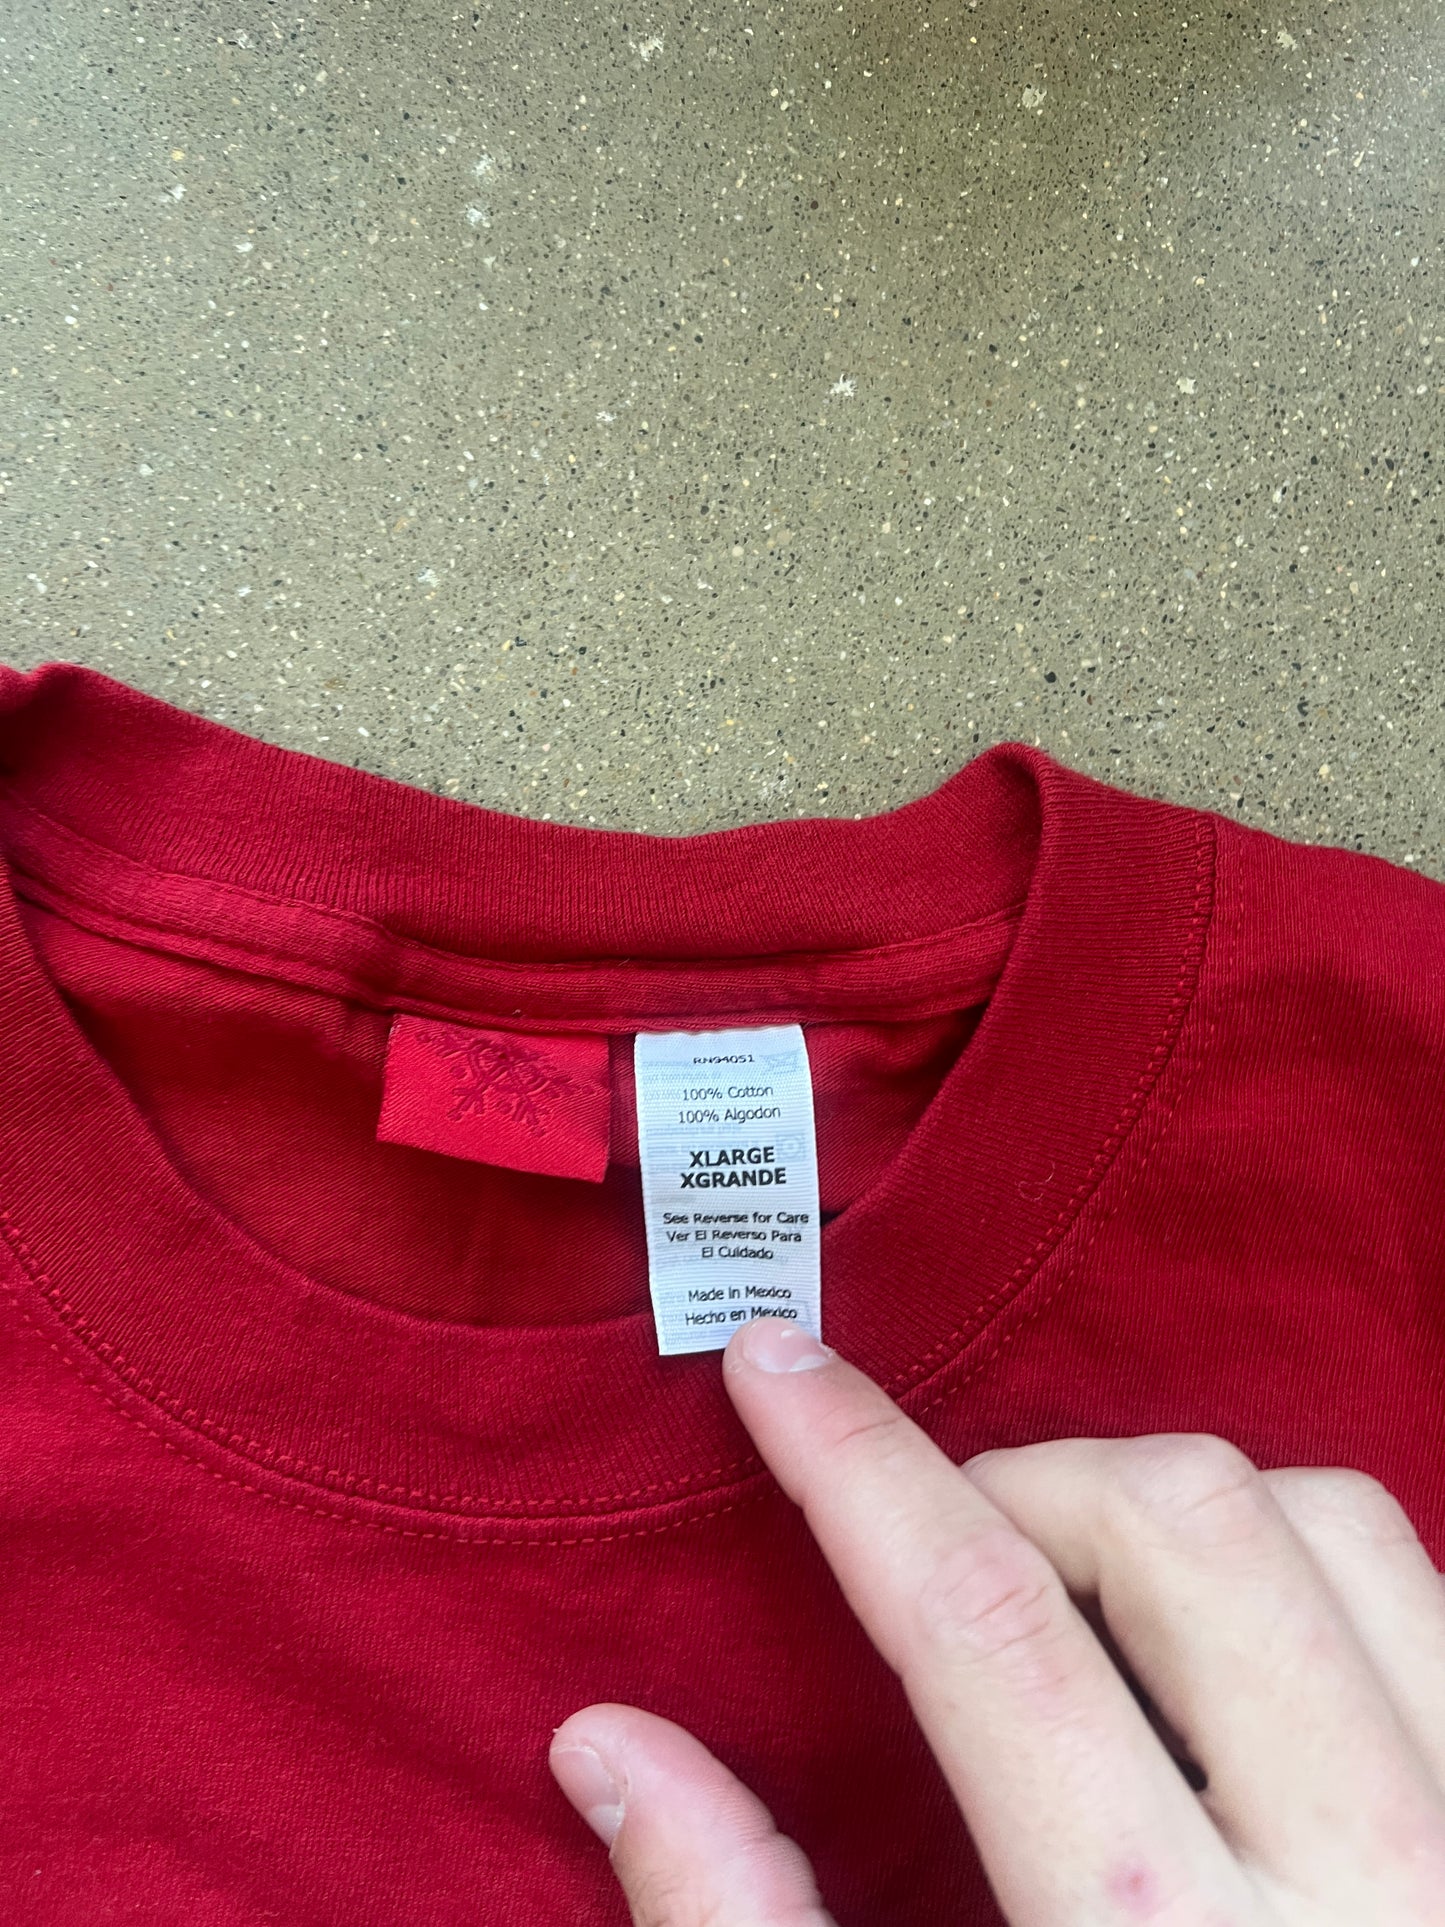 RN94051
100% Cotton
100% Algodon
XLARGE
XGRANDE
See Reverse for Care
Ver El Reverso Para
El Cuidado
Made in Mexico
Hecho en Mexico